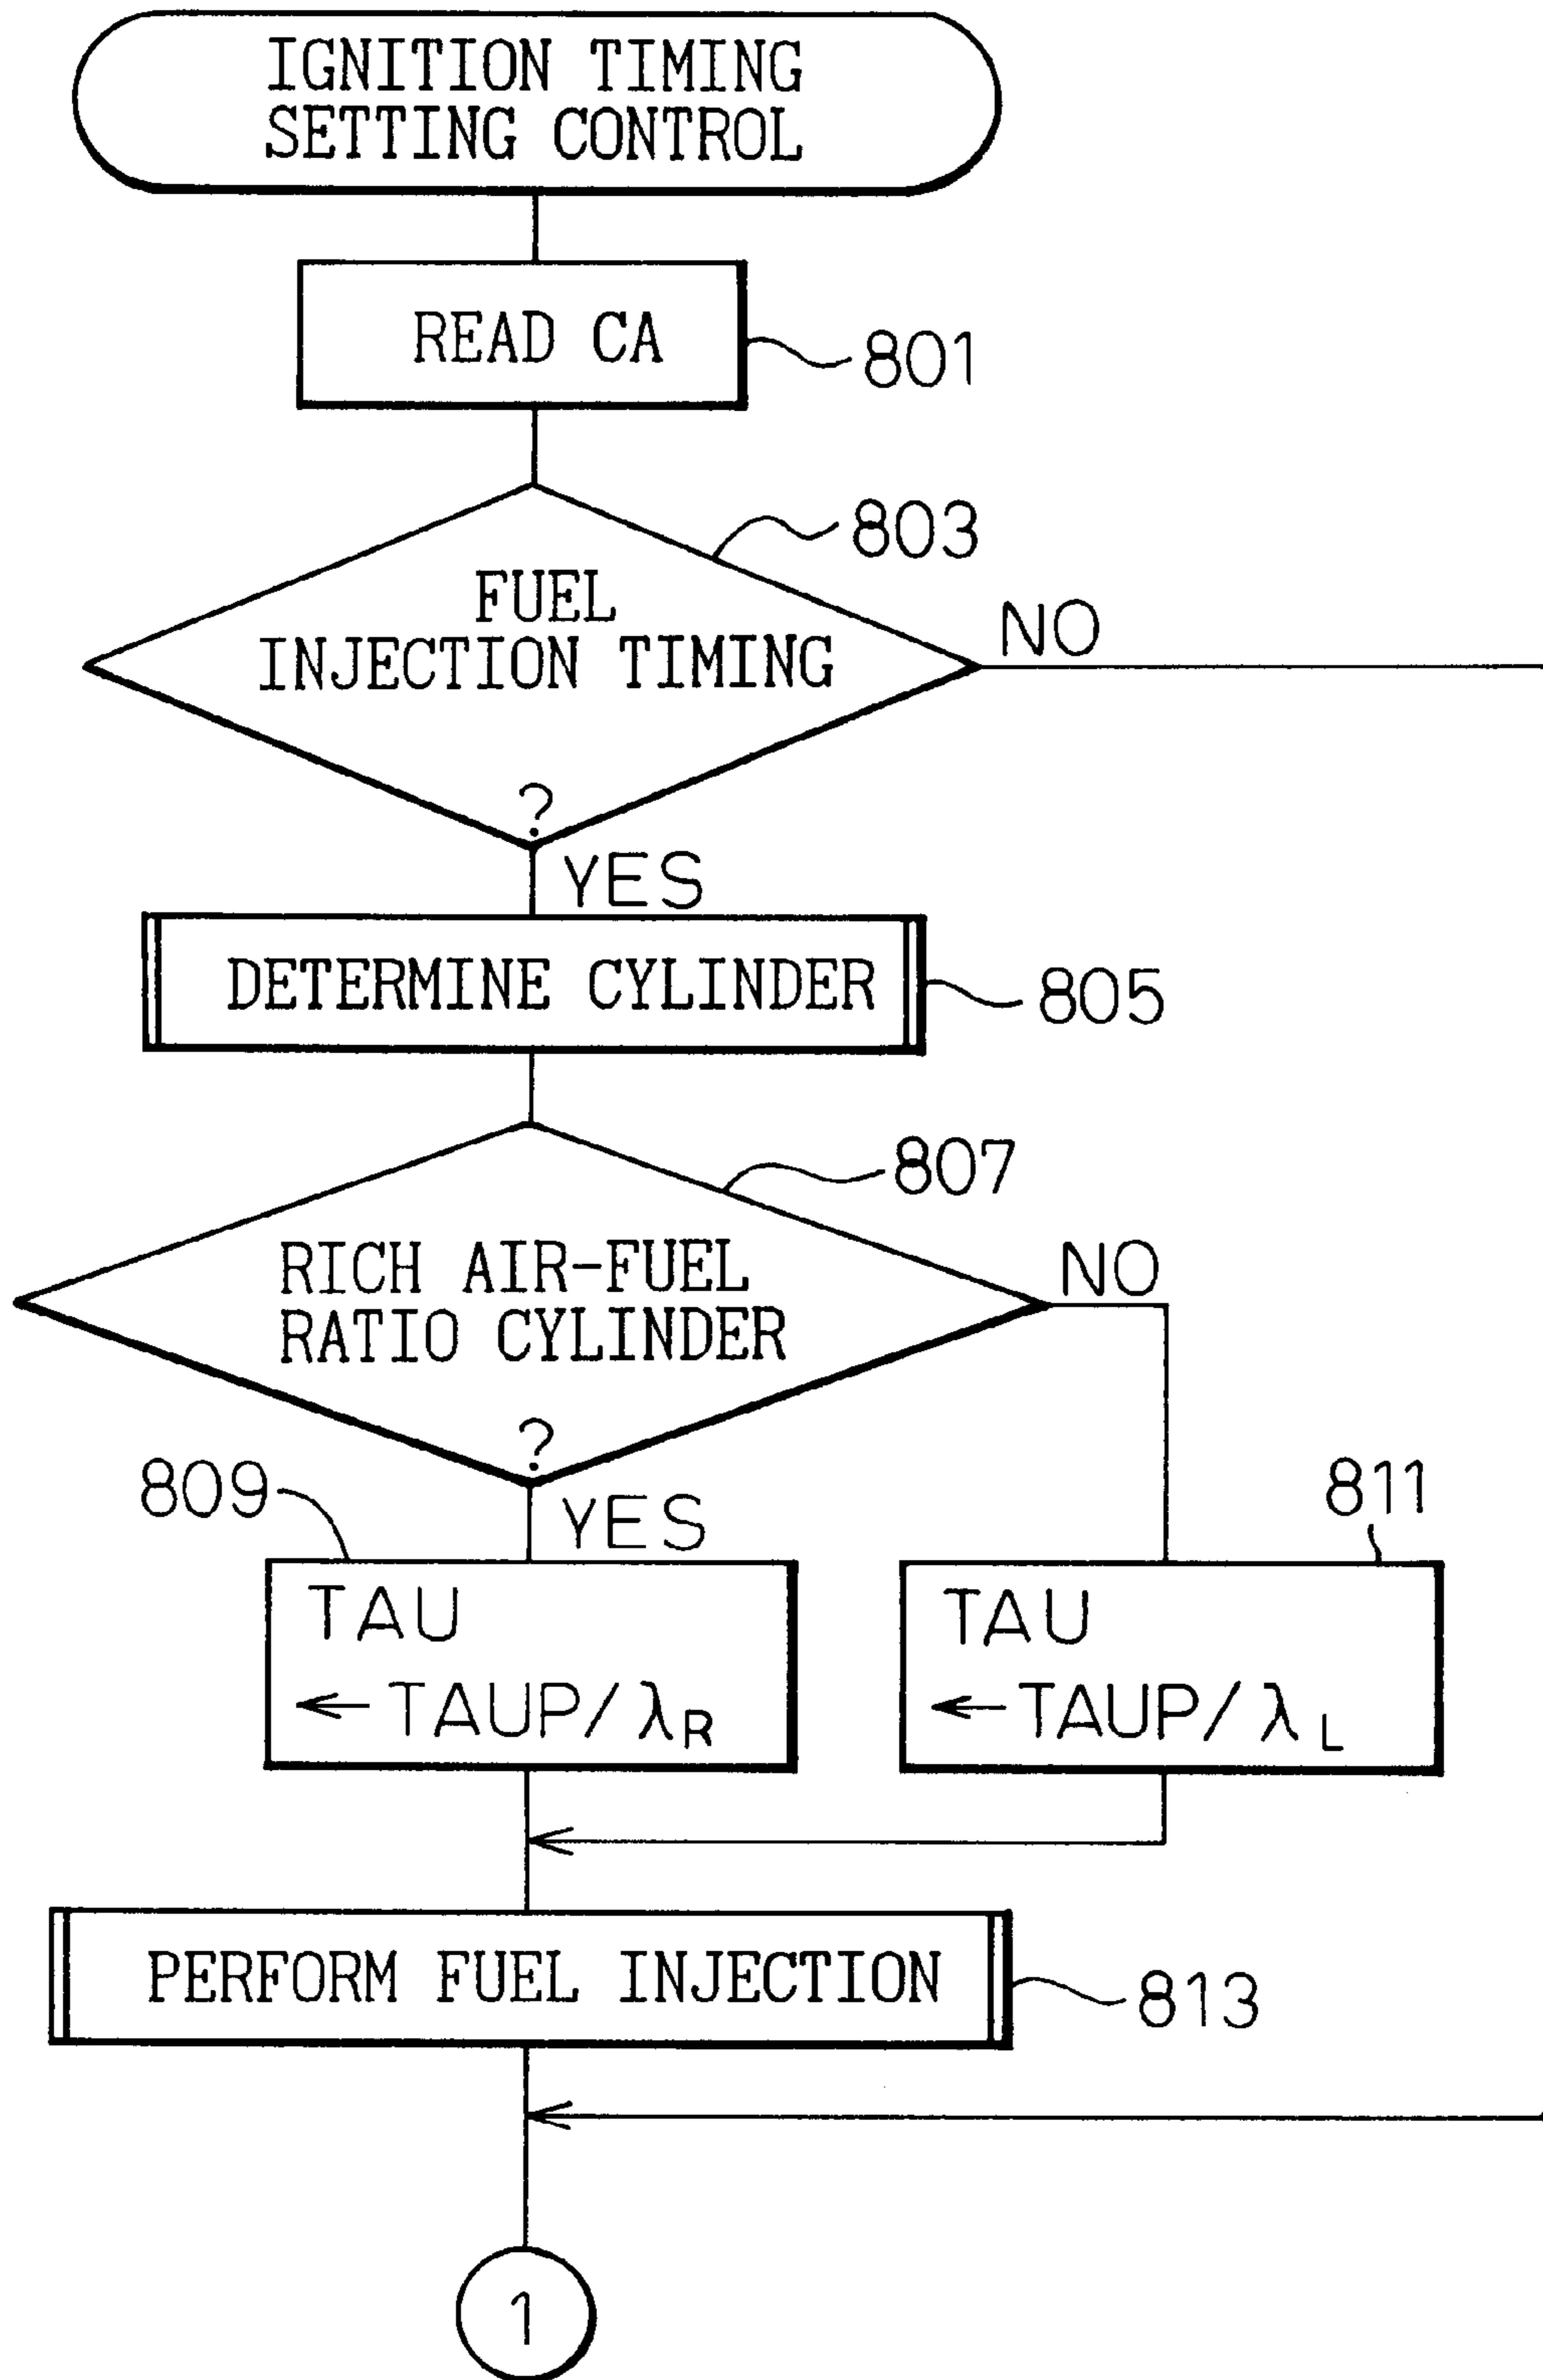 IGNITION TIMING
SETTING CONTROL
READ CA
801
803
FUEL
INJECTION TIMING
?
NO
YES
DETERMINE CYLINDER
805
807
RICH AIR-FUEL
RATIO CYLINDER
?
NO
YES
809
811
TAU
← TAUP/λR
TAU
← TAUP/λL
PERFORM FUEL INJECTION
813
1